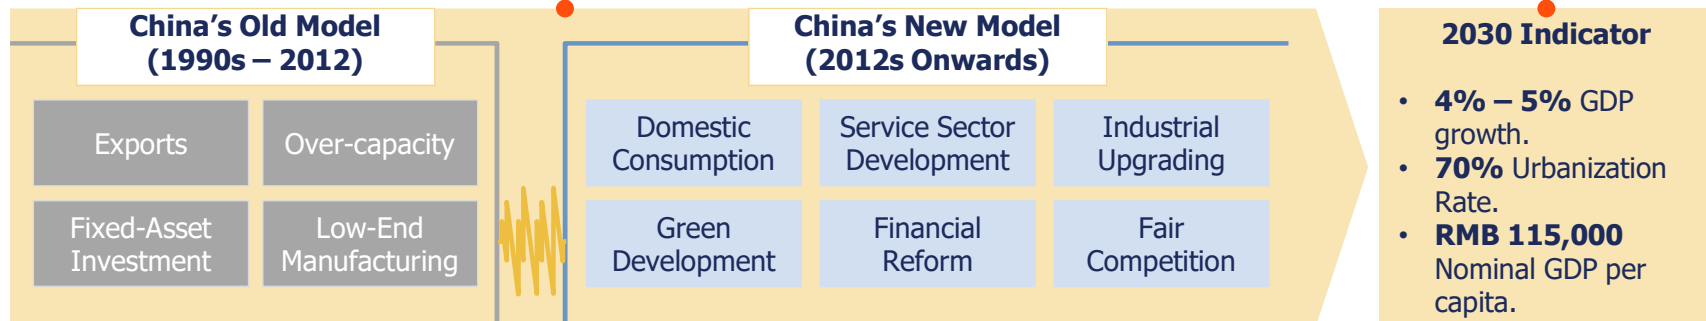 China’s Old Model
(1990s – 2012)
Exports
Over-capacity
Fixed-Asset
Investment
Low-End
Manufacturing
China’s New Model
(2012s Onwards)
Domestic
Consumption
Service Sector
Development
Industrial
Upgrading
Green
Development
Financial
Reform
Fair
Competition
2030 Indicator
• 4% – 5% GDP
growth.
• 70% Urbanization
Rate.
• RMB 115,000
Nominal GDP per
capita.